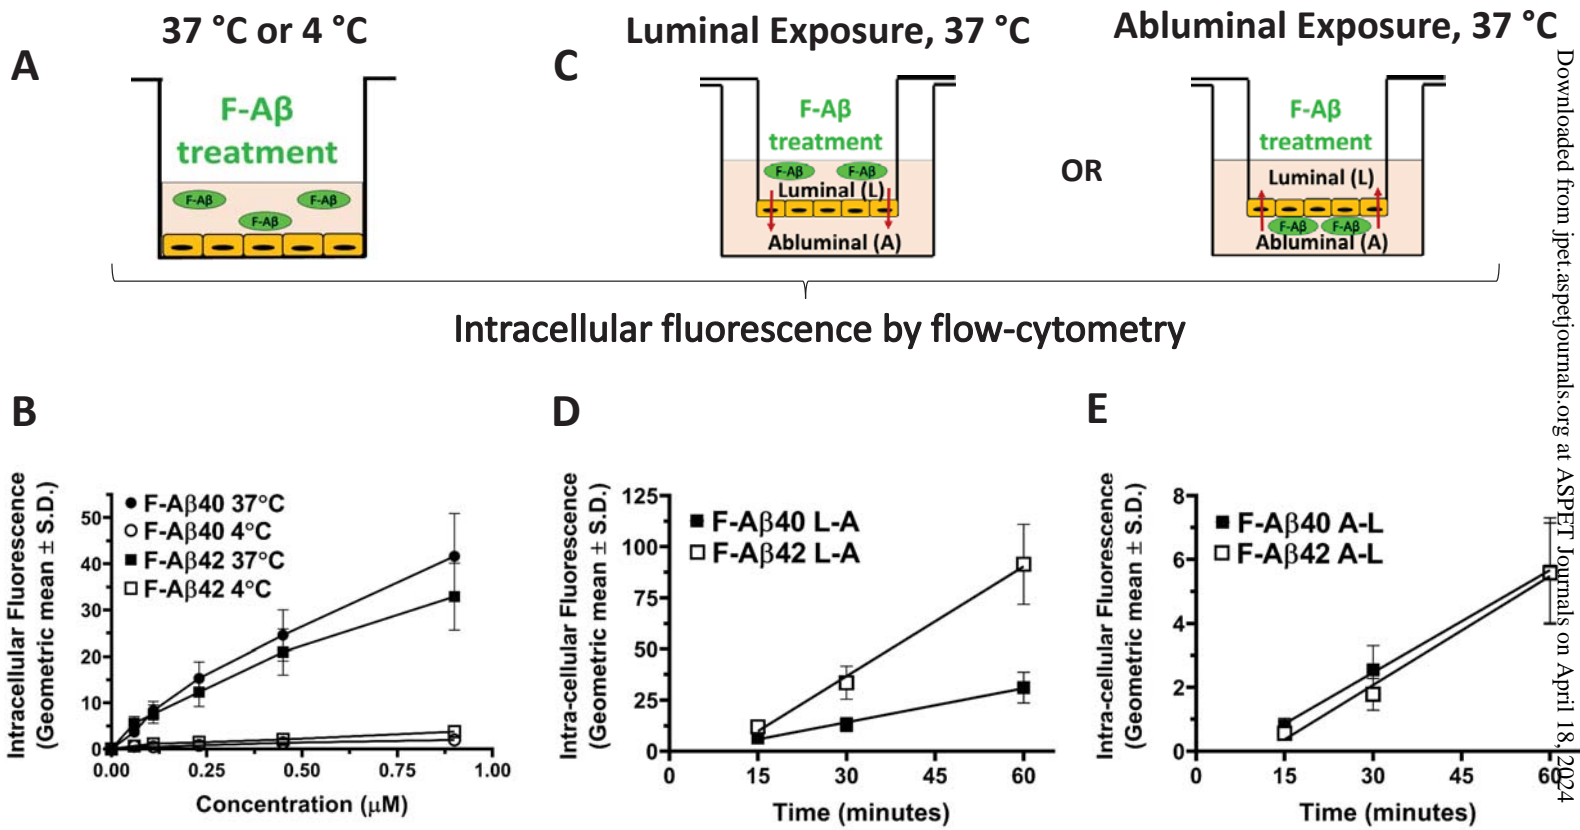 37 °C or 4 °C
Luminal Exposure, 37 °C
Abluminal Exposure, 37 °C
A
F-Aβ
treatment
F-Aβ
F-Aβ
F-Aβ
C
F-Aβ
treatment
F-Aβ
F-Aβ
Luminal (L)
Abluminal (A)
OR
F-Aβ
treatment
Luminal (L)
F-Aβ
F-Aβ
Abluminal (A)
Intracellular fluorescence by flow-cytometry
B
Intracellular Fluorescence
(Geometric mean ± S.D.)
F-Aβ40 37°C
F-Aβ40 4°C
F-Aβ42 37°C
F-Aβ42 4°C
50
40
30
20
10
0
0.00 0.25 0.50 0.75 1.00
Concentration (μM)
D
Intra-cellular Fluorescence
(Geometric mean ± S.D.)
F-Aβ40 L-A
F-Aβ42 L-A
125
100
75
50
25
0
0 15 30 45 60
Time (minutes)
E
Intra-cellular Fluorescence
(Geometric mean ± S.D.)
F-Aβ40 A-L
F-Aβ42 A-L
8
6
4
2
0
0 15 30 45 60
Time (minutes)
Downloaded from jpet.aspetjournals.org at ASPET Journals on April 18, 2024